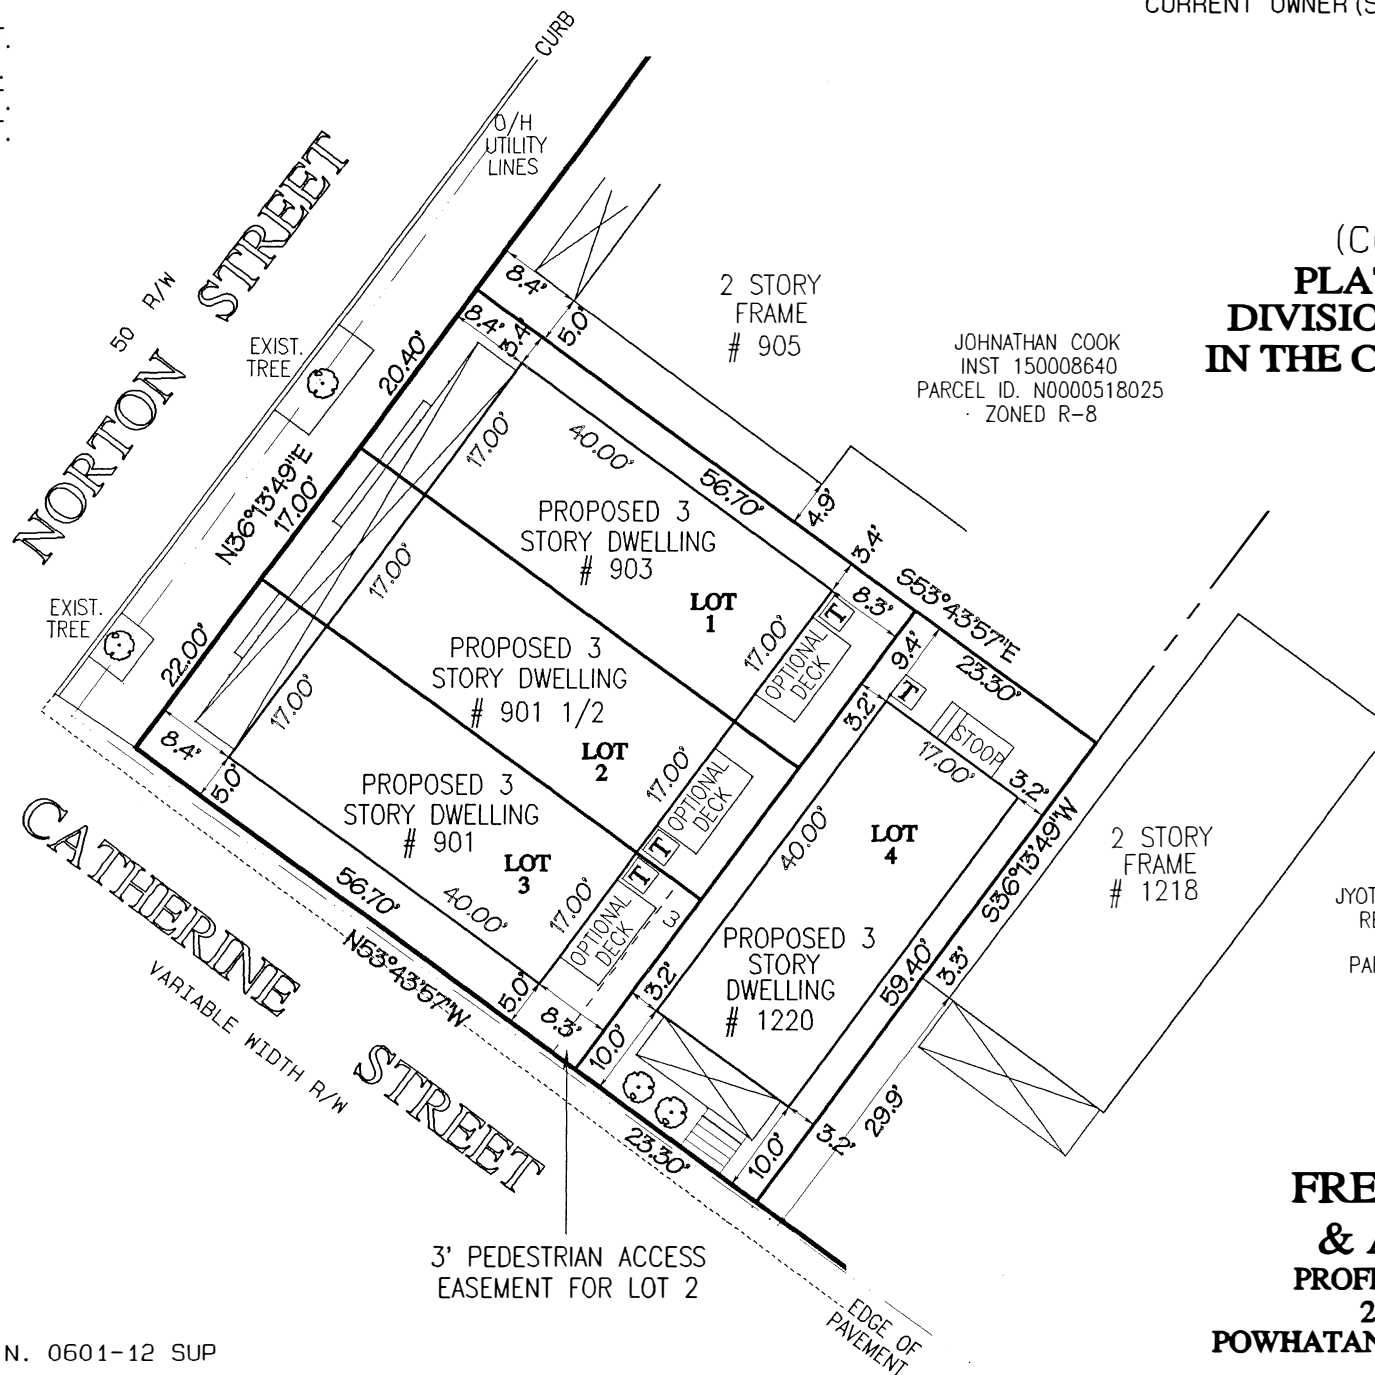 CURRENT OWNER(S
CURB
O/H
UTILITY
LINES
NORTON STREET
50 R/W
EXIST.
TREE
EXIST.
TREE
2 STORY
FRAME
# 905
JOHNATHAN COOK
INST 150008640
PARCEL ID. N0000518025
ZONED R-8
PLA
DIVISIO
IN THE C
8.4'
5.0'
8.4'
3.4'
20.40'
N36°13'49"E
17.00'
22.00'
17.00'
40.00'
56.70'
4.9'
3.4'
S53°43'57"E
8.3'
9.4'
23.30'
PROPOSED 3
STORY DWELLING
# 903
LOT
1
17.00'
T
OPTIONAL
DECK
17.00'
PROPOSED 3
STORY DWELLING
# 901 1/2
LOT
2
17.00'
OPTIONAL
DECK
T
17.00'
PROPOSED 3
STORY DWELLING
# 901
LOT
3
17.00'
T
OPTIONAL
DECK
3
8.4'
5.0'
56.70'
40.00'
N53°43'57"W
5.0'
8.3'
3.2'
T
STOOP
17.00'
3.2'
40.00'
LOT
4
S36°13'49"W
59.40'
3.3'
PROPOSED 3
STORY
DWELLING
# 1220
3.2'
10.0'
23.30'
10.0'
3.2'
29.9'
2 STORY
FRAME
# 1218
JYOT
RE
PA
CATHERINE STREET
VARIABLE WIDTH R/W
3' PEDESTRIAN ACCESS
EASEMENT FOR LOT 2
EDGE OF
PAVEMENT
FRE
&
PROF
2
POWHATAN
N. 0601-12 SUP